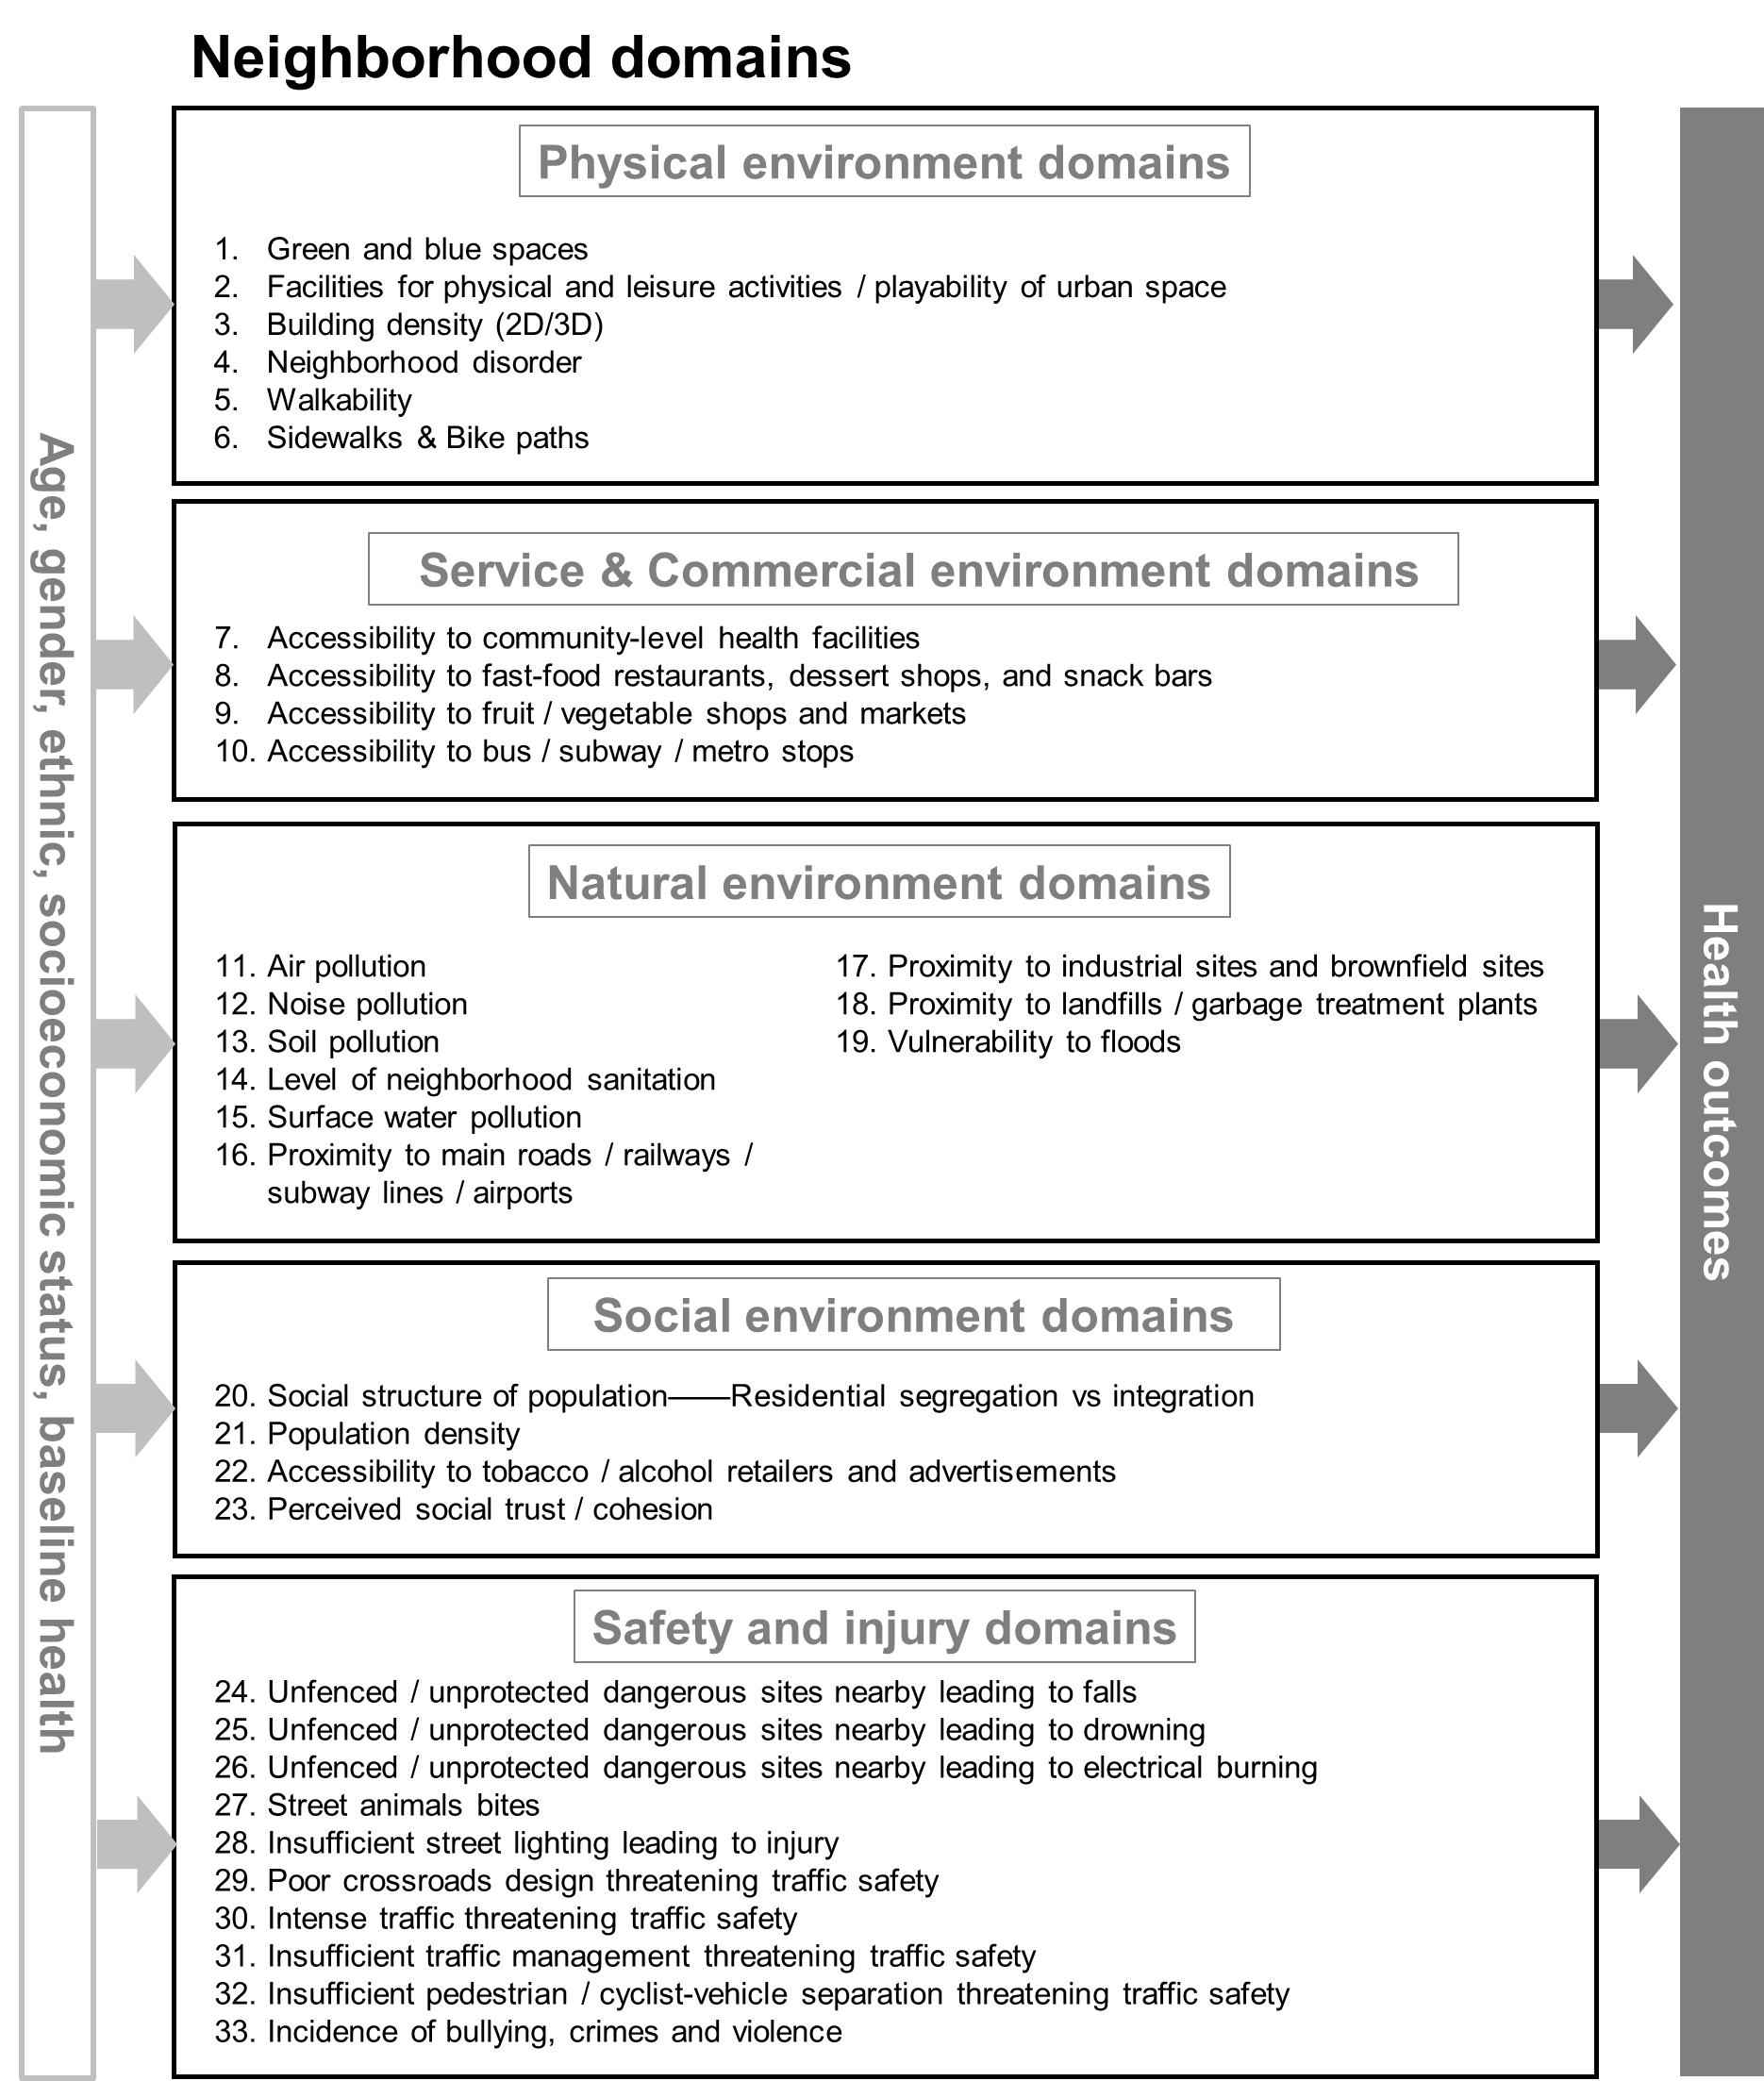 Neighborhood domains
Age, gender, ethnic, socioeconomic status, baseline health
Physical environment domains
1. Green and blue spaces
2. Facilities for physical and leisure activities / playability of urban space
3. Building density (2D/3D)
4. Neighborhood disorder
5. Walkability
6. Sidewalks & Bike paths
Service & Commercial environment domains
7. Accessibility to community-level health facilities
8. Accessibility to fast-food restaurants, dessert shops, and snack bars
9. Accessibility to fruit / vegetable shops and markets
10. Accessibility to bus / subway / metro stops
Natural environment domains
11. Air pollution
12. Noise pollution
13. Soil pollution
14. Level of neighborhood sanitation
15. Surface water pollution
16. Proximity to main roads / railways /
subway lines / airports
17. Proximity to industrial sites and brownfield sites
18. Proximity to landfills / garbage treatment plants
19. Vulnerability to floods
Social environment domains
20. Social structure of population——Residential segregation vs integration
21. Population density
22. Accessibility to tobacco / alcohol retailers and advertisements
23. Perceived social trust / cohesion
Safety and injury domains
24. Unfenced / unprotected dangerous sites nearby leading to falls
25. Unfenced / unprotected dangerous sites nearby leading to drowning
26. Unfenced / unprotected dangerous sites nearby leading to electrical burning
27. Street animals bites
28. Insufficient street lighting leading to injury
29. Poor crossroads design threatening traffic safety
30. Intense traffic threatening traffic safety
31. Insufficient traffic management threatening traffic safety
32. Insufficient pedestrian / cyclist-vehicle separation threatening traffic safety
33. Incidence of bullying, crimes and violence
Health outcomes